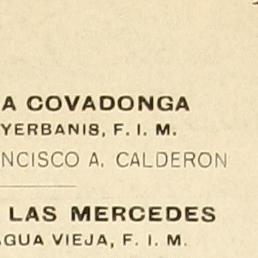 A COVADONGA
YERBANIS, F. I. M.
NCISCO A. CALDERON
LAS MERCEDES
AGUA VIEJA, F. I. M.